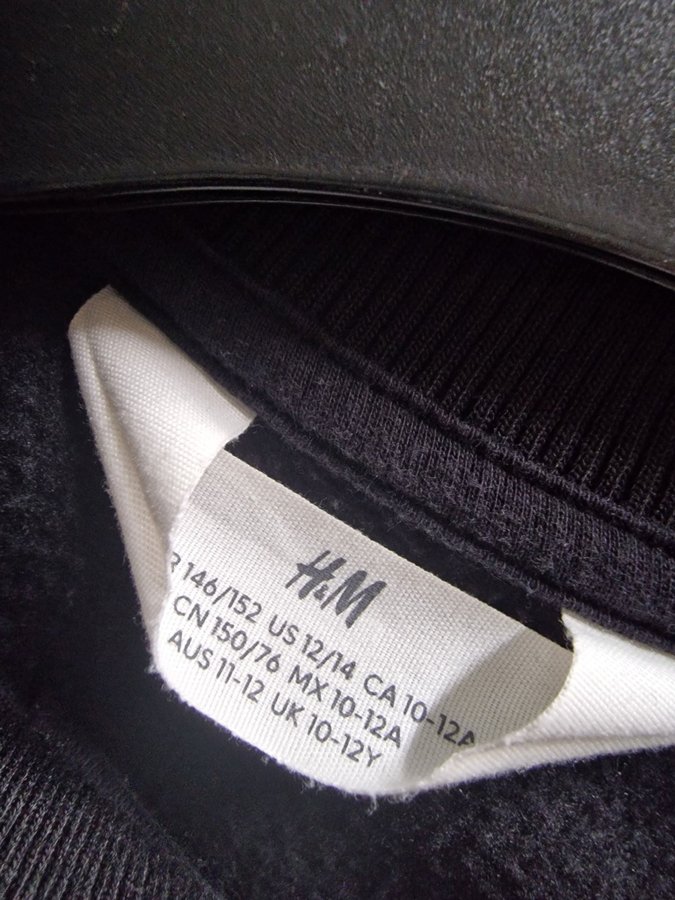 H&M
R 146/152 US 12/14 CA 10-12A
CN 150/76 MX 10-12A
AUS 11-12 UK 10-12Y